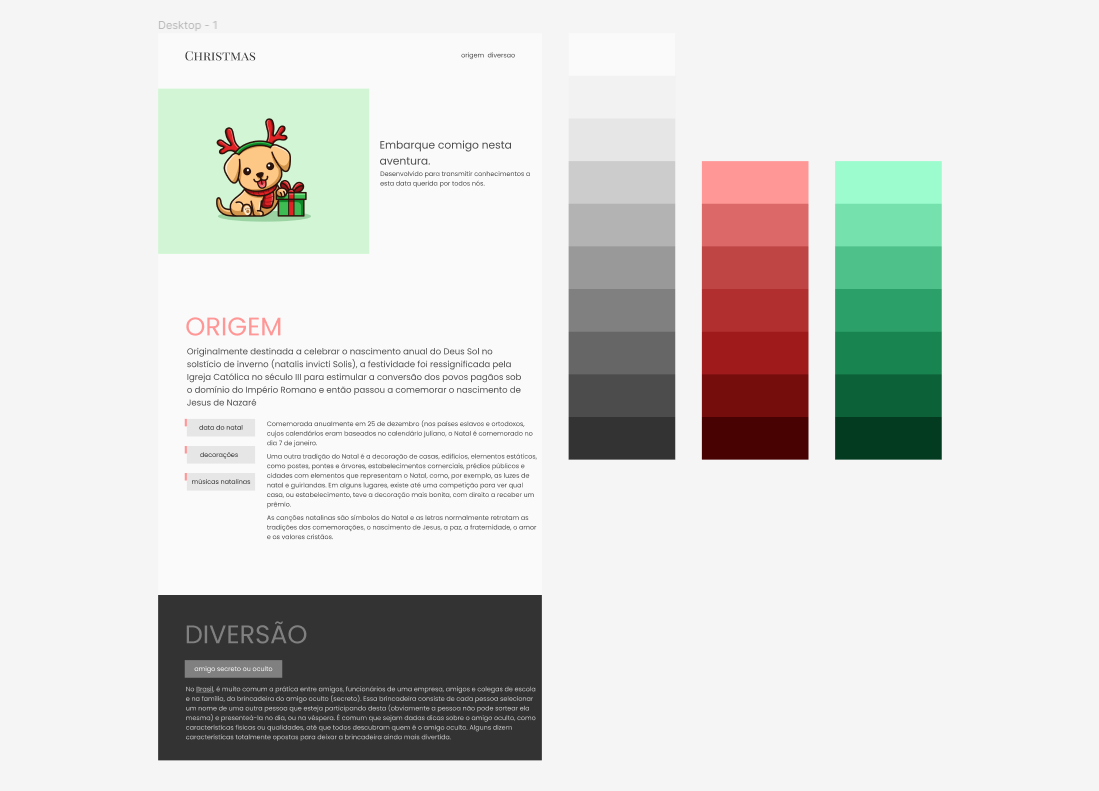 Desktop - 1
CHRISTMAS
origem diversao
Embarque comigo nesta
aventura.
Desenvolvido para transmitir conhecimentos a
esta data querida por todos nós.
ORIGEM
Originalmente destinada a celebrar o nascimento anual do Deus Sol no
solstício de inverno (natalis invicti Solis), a festividade foi ressignificada pela
Igreja Católica no século III para estimular a conversão dos povos pagãos sob
o domínio do Império Romano e então passou a comemorar o nascimento de
Jesus de Nazaré
data do natal
decorações
músicas natalinas
Comemorada anualmente em 25 de dezembro (nos países eslavos e ortodoxos,
cujos calendários eram baseados no calendário juliano, o Natal é comemorado no
dia 7 de janeiro.
Uma outra tradição do Natal é a decoração de casas, edifícios, elementos estáticos,
como postes, pontes e árvores, estabelecimentos comerciais, prédios públicos e
cidades com elementos que representam o Natal, como, por exemplo, as luzes de
natal e guirlandas. Em alguns lugares, existe até uma competição para ver qual
casa, ou estabelecimento, teve a decoração mais bonita, com direito a receber um
prêmio.
As canções natalinas são símbolos do Natal e as letras normalmente retratam as
tradições das comemorações, o nascimento de Jesus, a paz, a fraternidade, o amor
e os valores cristãos.
DIVERSÃO
amigo secreto ou oculto
No Brasil, é muito comum a prática entre amigos, funcionários de uma empresa, amigos e colegas de escola
e na família, da brincadeira do amigo oculto (secreto). Essa brincadeira consiste de cada pessoa selecionar
um nome de uma outra pessoa que esteja participando desta (obviamente a pessoa não pode sortear ela
mesma) e presenteá-la no dia, ou na véspera. É comum que sejam dadas dicas sobre o amigo oculto, como
características físicas ou qualidades, até que todos descubram quem é o amigo oculto. Alguns dizem
características totalmente opostas para deixar a brincadeira ainda mais divertida.